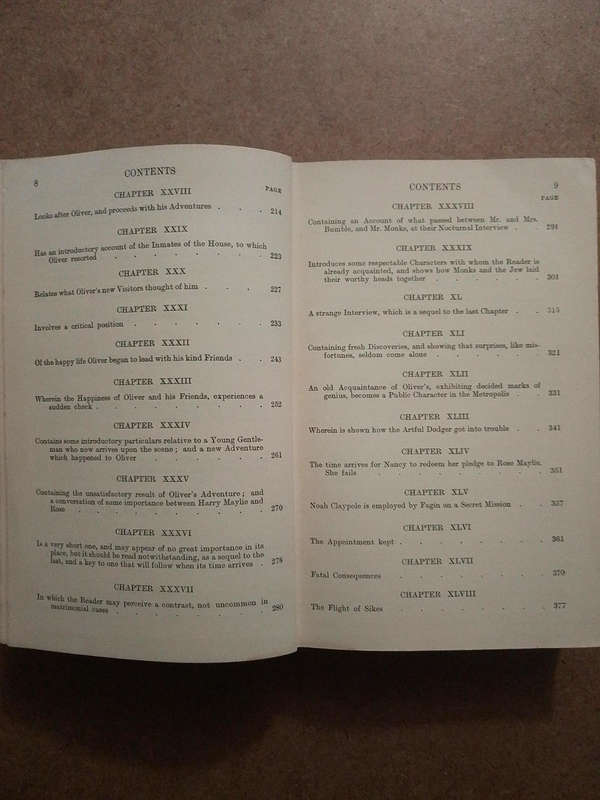 8
CONTENTS
CHAPTER XXVIII
PAGE
Looks after Oliver, and proceeds with his Adventures . . . 214
CHAPTER XXIX
Has an introductory account of the Inmates of the House, to which
Oliver resorted . . . . . . . . 223
CHAPTER XXX
Relates what Oliver's new Visitors thought of him . . . 227
CHAPTER XXXI
Involves a critical position . . . . . . . 233
CHAPTER XXXII
Of the happy life Oliver began to lead with his kind Friends . . 243
CHAPTER XXXIII
Wherein the Happiness of Oliver and his Friends, experiences a
sudden check . . . . . . . . . 252
CHAPTER XXXIV
Contains some introductory particulars relative to a Young Gentle-
man who now arrives upon the scene; and a new Adventure
which happened to Oliver . . . . . . . 261
CHAPTER XXXV
Containing the unsatisfactory result of Oliver's Adventure; and
a conversation of some importance between Harry Maylie and
Rose . . . . . . . . . . 270
CHAPTER XXXVI
Is a very short one, and may appear of no great importance in its
place, but it should be read notwithstanding, as a sequel to the
last, and a key to one that will follow when its time arrives . 278
CHAPTER XXXVII
In which the Reader may perceive a contrast, not uncommon in
matrimonial cases . . . . . . . . 280
CONTENTS
9
PAGE
CHAPTER XXXVIII
Containing an Account of what passed between Mr. and Mrs.
Bumble, and Mr. Monks, at their Nocturnal Interview . . 294
CHAPTER XXXIX
Introduces some respectable Characters with whom the Reader is
already acquainted, and shows how Monks and the Jew laid
their worthy heads together . . . . . . 301
CHAPTER XL
A strange Interview, which is a sequel to the last Chapter . . 315
CHAPTER XLI
Containing fresh Discoveries, and showing that surprises, like mis-
fortunes, seldom come alone . . . . . . 321
CHAPTER XLII
An old Acquaintance of Oliver's, exhibiting decided marks of
genius, becomes a Public Character in the Metropolis . . 331
CHAPTER XLIII
Wherein is shown how the Artful Dodger got into trouble . . 341
CHAPTER XLIV
The time arrives for Nancy to redeem her pledge to Rose Maylie.
She fails . . . . . . . . . 351
CHAPTER XLV
Noah Claypole is employed by Fagin on a Secret Mission . . 357
CHAPTER XLVI
The Appointment kept . . . . . . . . 361
CHAPTER XLVII
Fatal Consequences . . . . . . . . 370
CHAPTER XLVIII
The Flight of Sikes . . . . . . . . 377